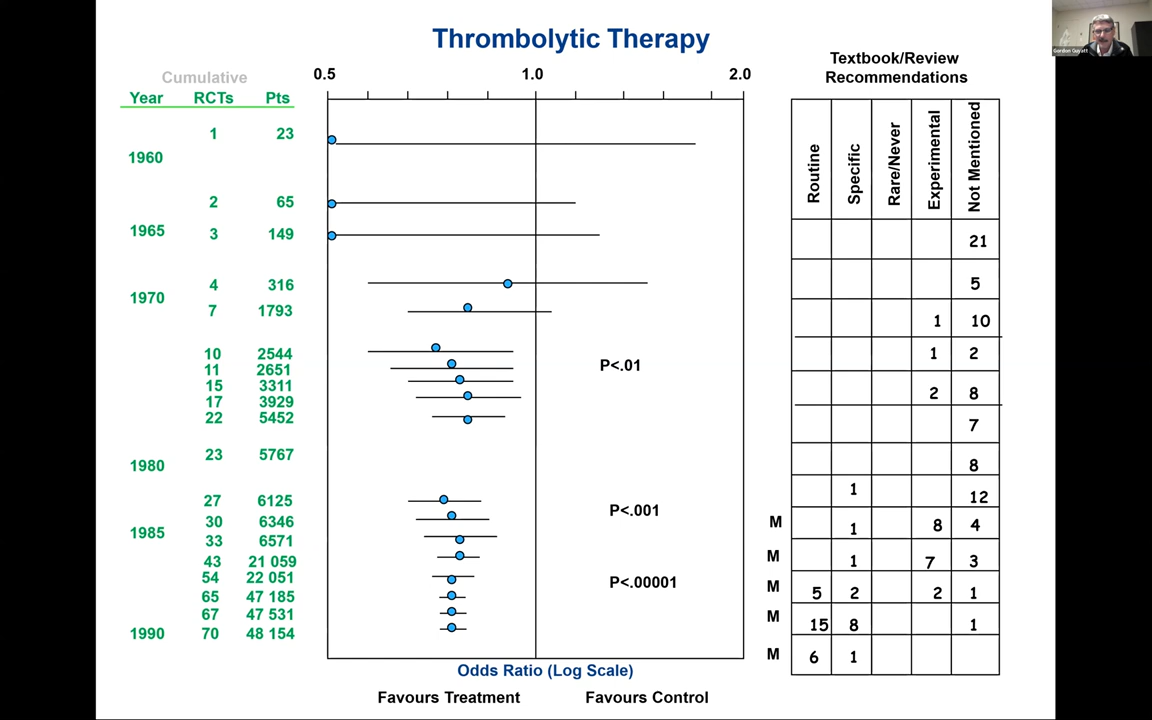 Thrombolytic Therapy
Gordon Guyatt
Textbook/Review
Recommendations
Cumulative
Year RCTs Pts
0.5 1.0 2.0
Routine
Specific
Rare/Never
Experimental
Not Mentioned
1 23
1960
2 65
1965
3 149
21
4 316
5
1970
7 1793
1 10
10 2544
1 2
11 2651
P<.01
15 3311
2 8
17 3929
22 5452
7
23 5767
1980
8
27 6125
1 12
P<.001
30 6346
M 1 8 4
1985
33 6571
43 21 059
M 1 7 3
54 22 051
P<.00001
65 47 185
M 5 2 2 1
67 47 531
M 15 8 1
1990 70 48 154
M 6 1
Odds Ratio (Log Scale)
Favours Treatment Favours Control